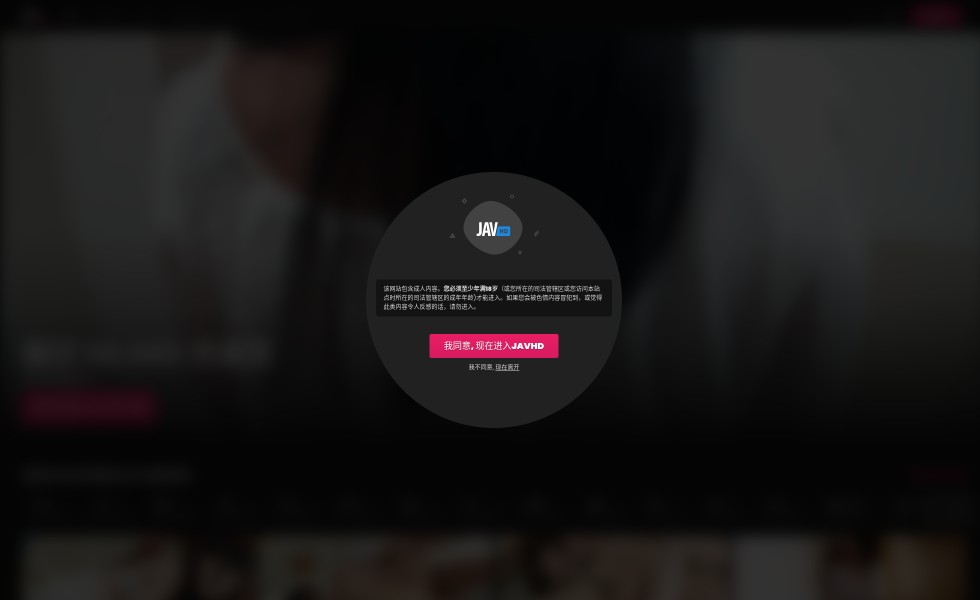 JAV HD
该网站包含成人内容。您必须至少年满18岁（或您所在的司法管辖区或您访问本站
点时所在的司法管辖区的成年年龄)才能进入。如果您会被色情内容冒犯到，或觉得
此类内容令人反感的话，请勿进入。
我同意, 现在进入JAVHD
我不同意, 现在离开